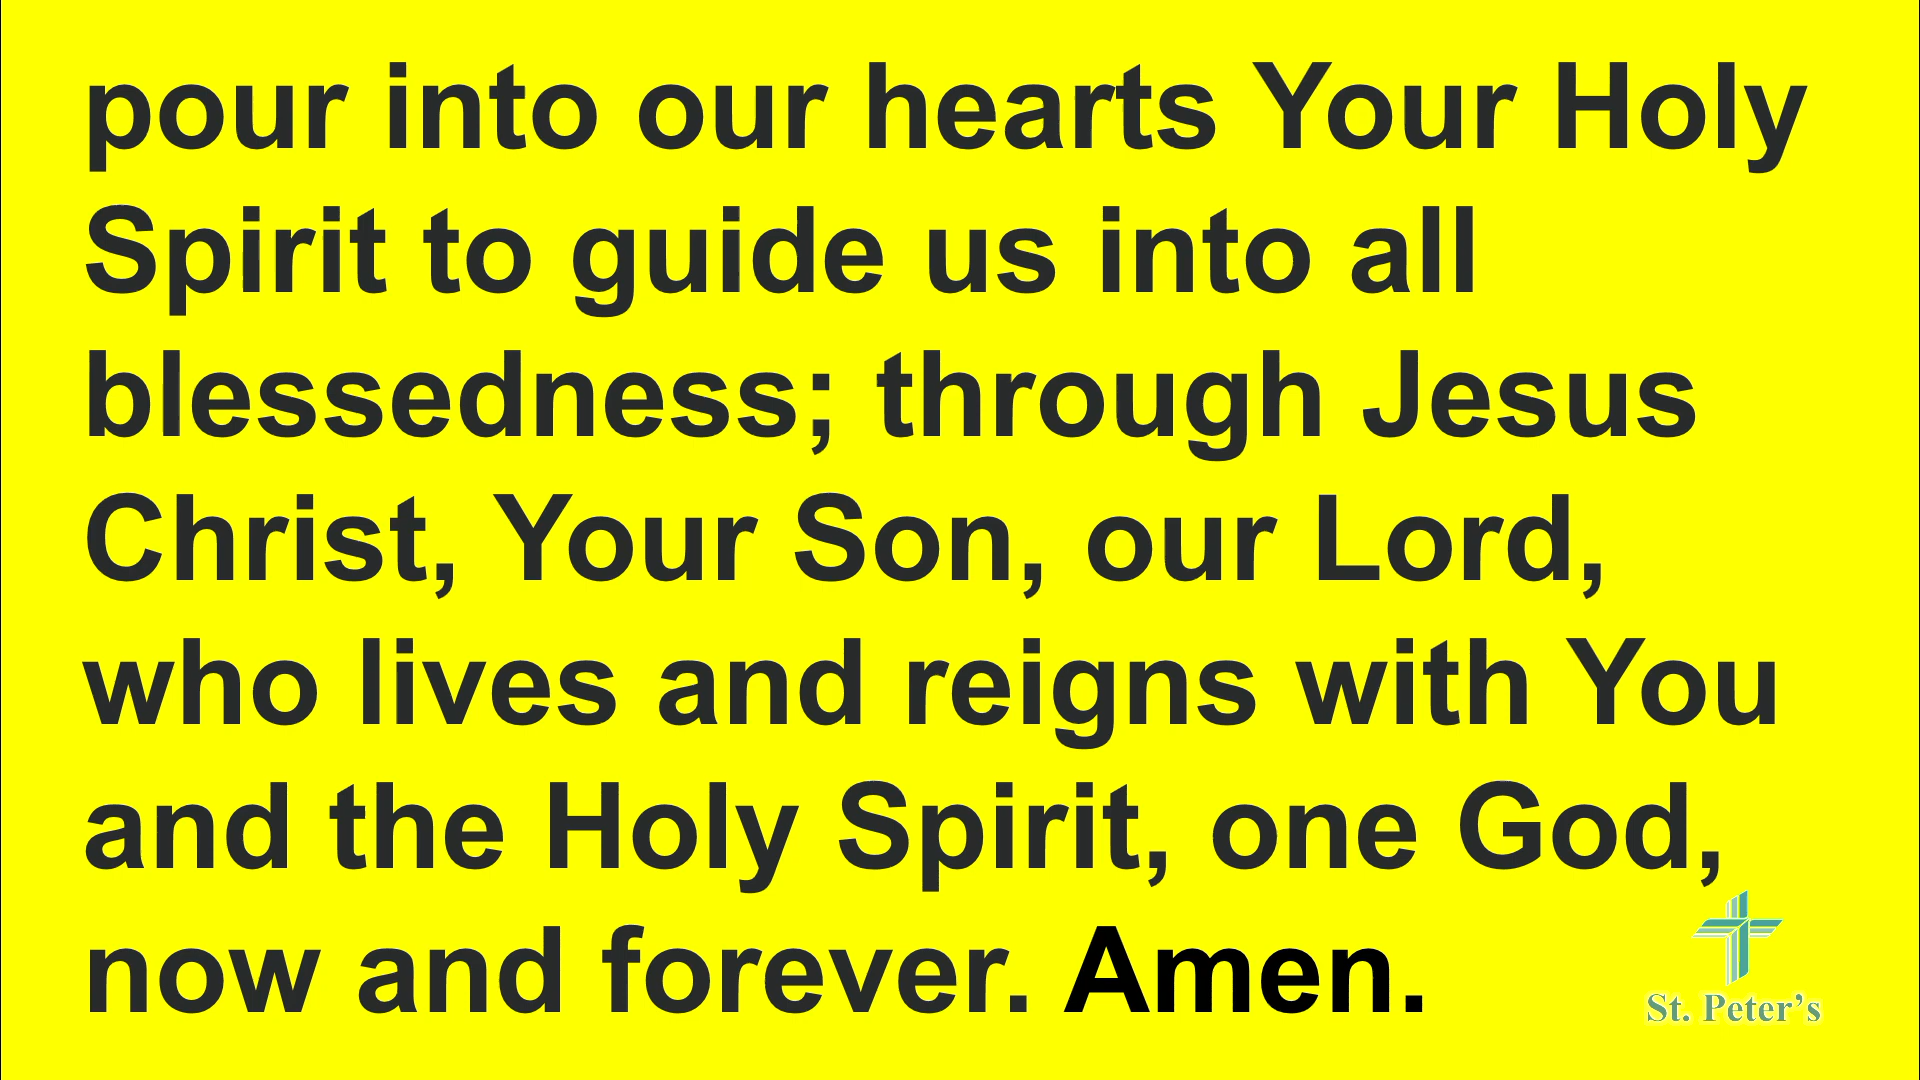 pour into our hearts Your Holy
Spirit to guide us into all
blessedness; through Jesus
Christ, Your Son, our Lord,
who lives and reigns with You
and the Holy Spirit, one God,
now and forever. Amen.
St. Peter’s